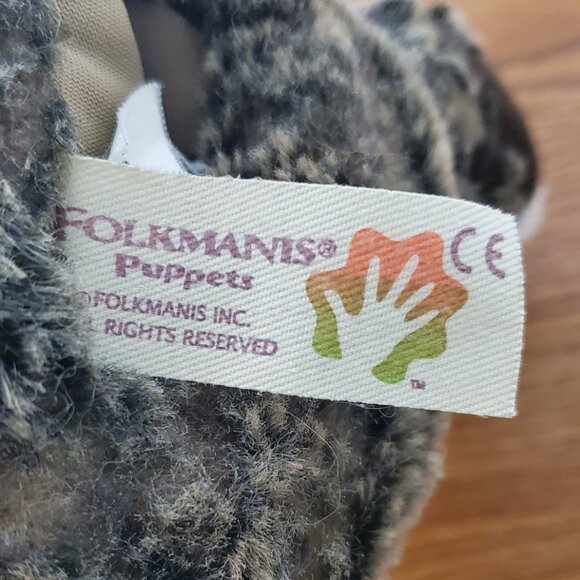 FOLKMANIS®
Puppets
©FOLKMANIS INC.
RIGHTS RESERVED
CE
™